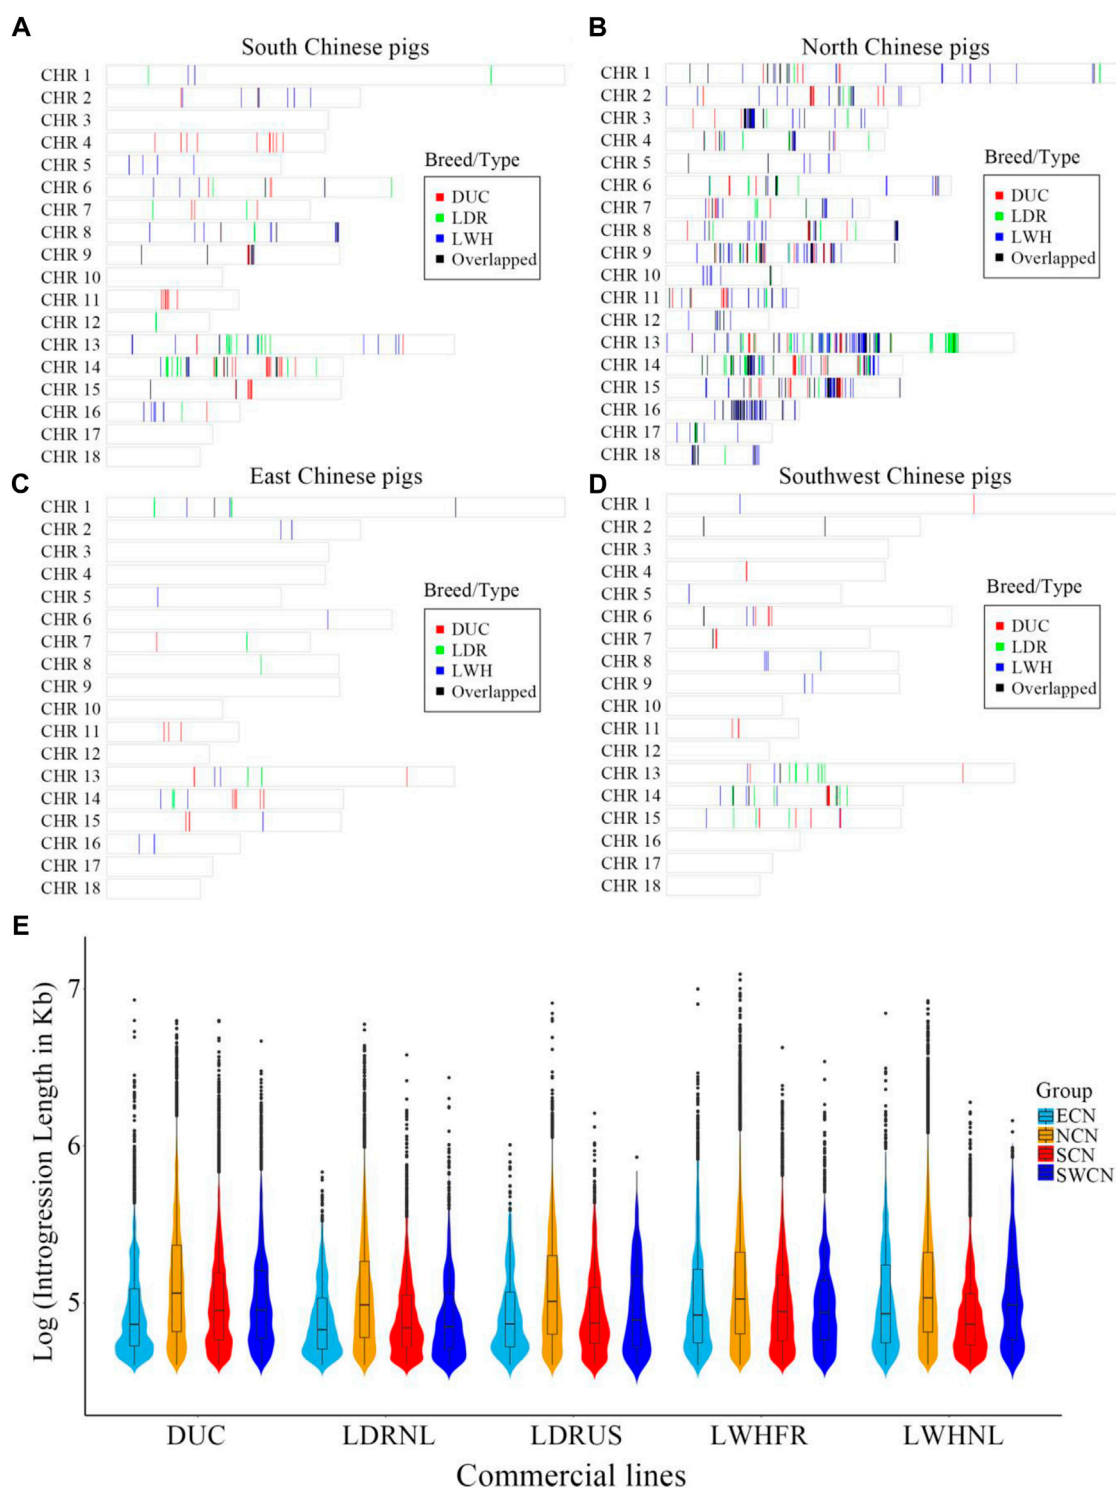 A
South Chinese pigs
CHR 1
CHR 2
CHR 3
CHR 4
CHR 5
CHR 6
CHR 7
CHR 8
CHR 9
CHR 10
CHR 11
CHR 12
CHR 13
CHR 14
CHR 15
CHR 16
CHR 17
CHR 18
Breed/Type
DUC
LDR
LWH
Overlapped
B
North Chinese pigs
CHR 1
CHR 2
CHR 3
CHR 4
CHR 5
CHR 6
CHR 7
CHR 8
CHR 9
CHR 10
CHR 11
CHR 12
CHR 13
CHR 14
CHR 15
CHR 16
CHR 17
CHR 18
Breed/Type
DUC
LDR
LWH
Overlapped
C
East Chinese pigs
CHR 1
CHR 2
CHR 3
CHR 4
CHR 5
CHR 6
CHR 7
CHR 8
CHR 9
CHR 10
CHR 11
CHR 12
CHR 13
CHR 14
CHR 15
CHR 16
CHR 17
CHR 18
Breed/Type
DUC
LDR
LWH
Overlapped
D
Southwest Chinese pigs
CHR 1
CHR 2
CHR 3
CHR 4
CHR 5
CHR 6
CHR 7
CHR 8
CHR 9
CHR 10
CHR 11
CHR 12
CHR 13
CHR 14
CHR 15
CHR 16
CHR 17
CHR 18
Breed/Type
DUC
LDR
LWH
Overlapped
E
Log (Introgression Length in Kb)
7
6
5
Group
ECN
NCN
SCN
SWCN
DUC
LDRNL
LDRUS
LWHFR
LWHNL
Commercial lines